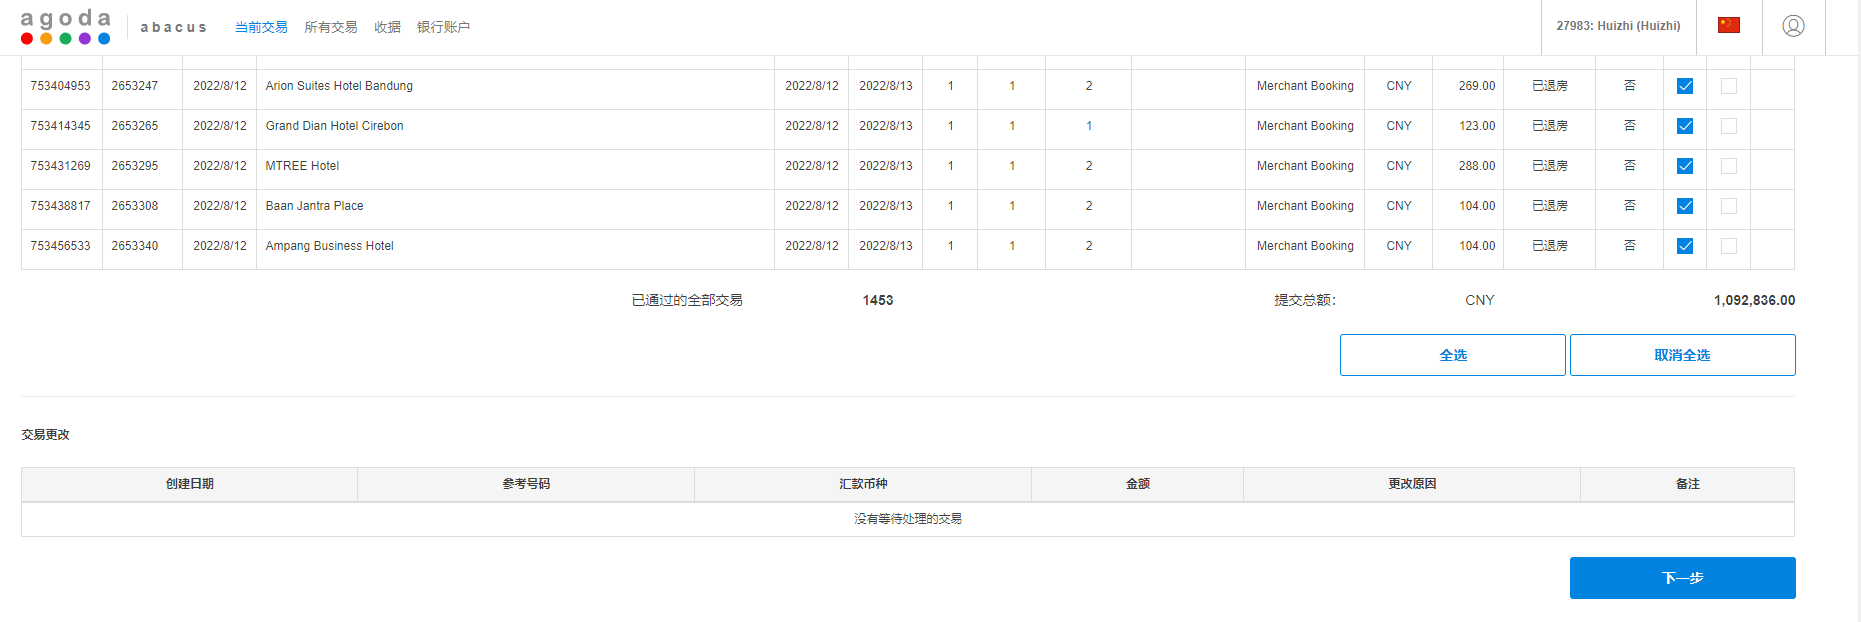 agoda abacus 当前交易 所有交易 收据 银行账户 27983: Huizhi (Huizhi)
753404953 2653247 2022/8/12 Arion Suites Hotel Bandung 2022/8/12 2022/8/13 1 1 2 Merchant Booking CNY 269.00 已退房 否
753414345 2653265 2022/8/12 Grand Dian Hotel Cirebon 2022/8/12 2022/8/13 1 1 1 Merchant Booking CNY 123.00 已退房 否
753431269 2653295 2022/8/12 MTREE Hotel 2022/8/12 2022/8/13 1 1 2 Merchant Booking CNY 288.00 已退房 否
753438817 2653308 2022/8/12 Baan Jantra Place 2022/8/12 2022/8/13 1 1 2 Merchant Booking CNY 104.00 已退房 否
753456533 2653340 2022/8/12 Ampang Business Hotel 2022/8/12 2022/8/13 1 1 2 Merchant Booking CNY 104.00 已退房 否
已通过的全部交易 1453 提交总额： CNY 1,092,836.00
全选 取消全选
交易更改
创建日期 参考号码 汇款币种 金额 更改原因 备注
没有等待处理的交易
下一步